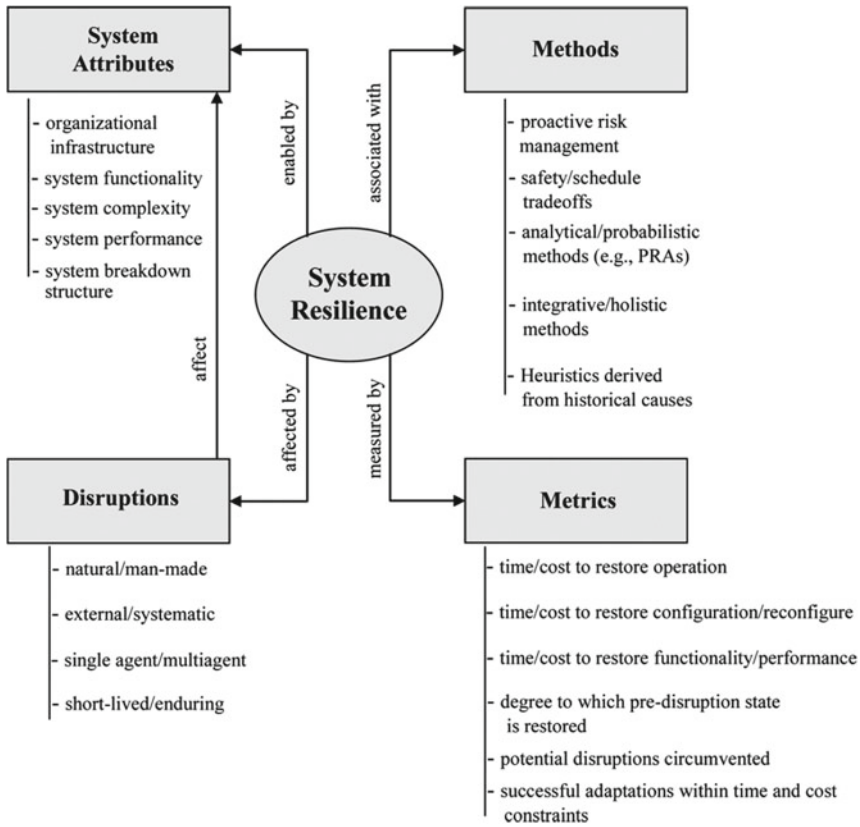 System
Attributes
- organizational
infrastructure
- system functionality
- system complexity
- system performance
- system breakdown
structure
Methods
- proactive risk
management
- safety/schedule
tradeoffs
- analytical/probabilistic
methods (e.g., PRAs)
- integrative/holistic
methods
- Heuristics derived
from historical causes
enabled by
associated with
System
Resilience
affect
affected by
measured by
Disruptions
- natural/man-made
- external/systematic
- single agent/multiagent
- short-lived/enduring
Metrics
- time/cost to restore operation
- time/cost to restore configuration/reconfigure
- time/cost to restore functionality/performance
- degree to which pre-disruption state
is restored
- potential disruptions circumvented
- successful adaptations within time and cost
constraints